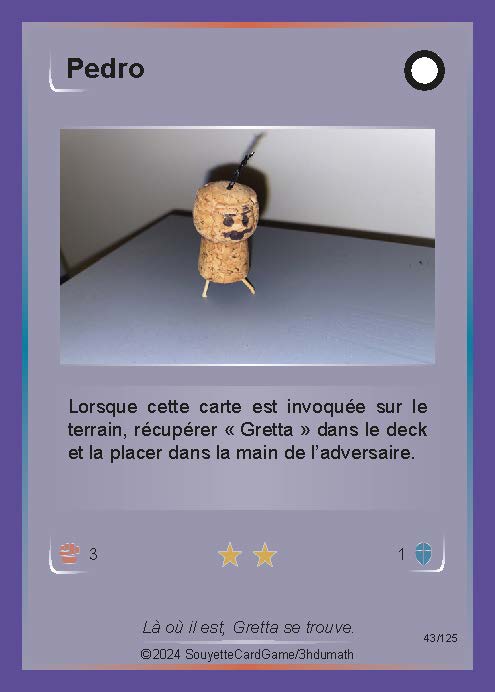 Pedro
Lorsque cette carte est invoquée sur le
terrain, récupérer « Gretta » dans le deck
et la placer dans la main de l'adversaire.
3
1
Là où il est, Gretta se trouve.
43/125
©2024 SouyetteCardGame/3hdumath